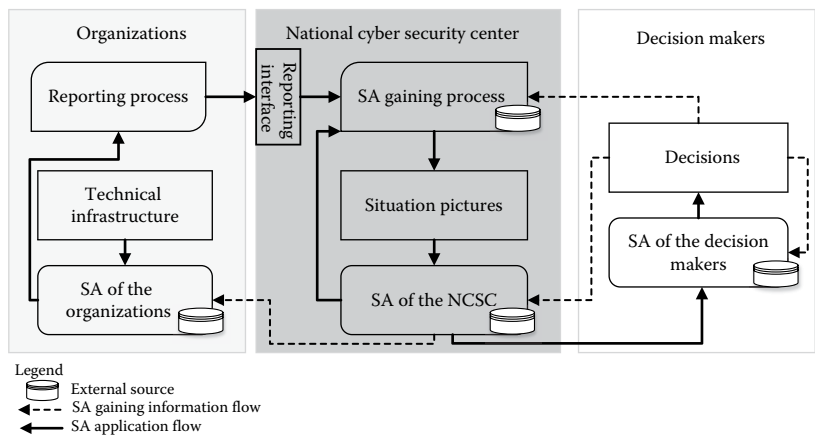 Organizations
National cyber security center
Decision makers
Reporting process
Reporting
interface
SA gaining process
Decisions
Technical
infrastructure
Situation pictures
SA of the decision
makers
SA of the
organizations
SA of the NCSC
Legend
External source
SA gaining information flow
SA application flow